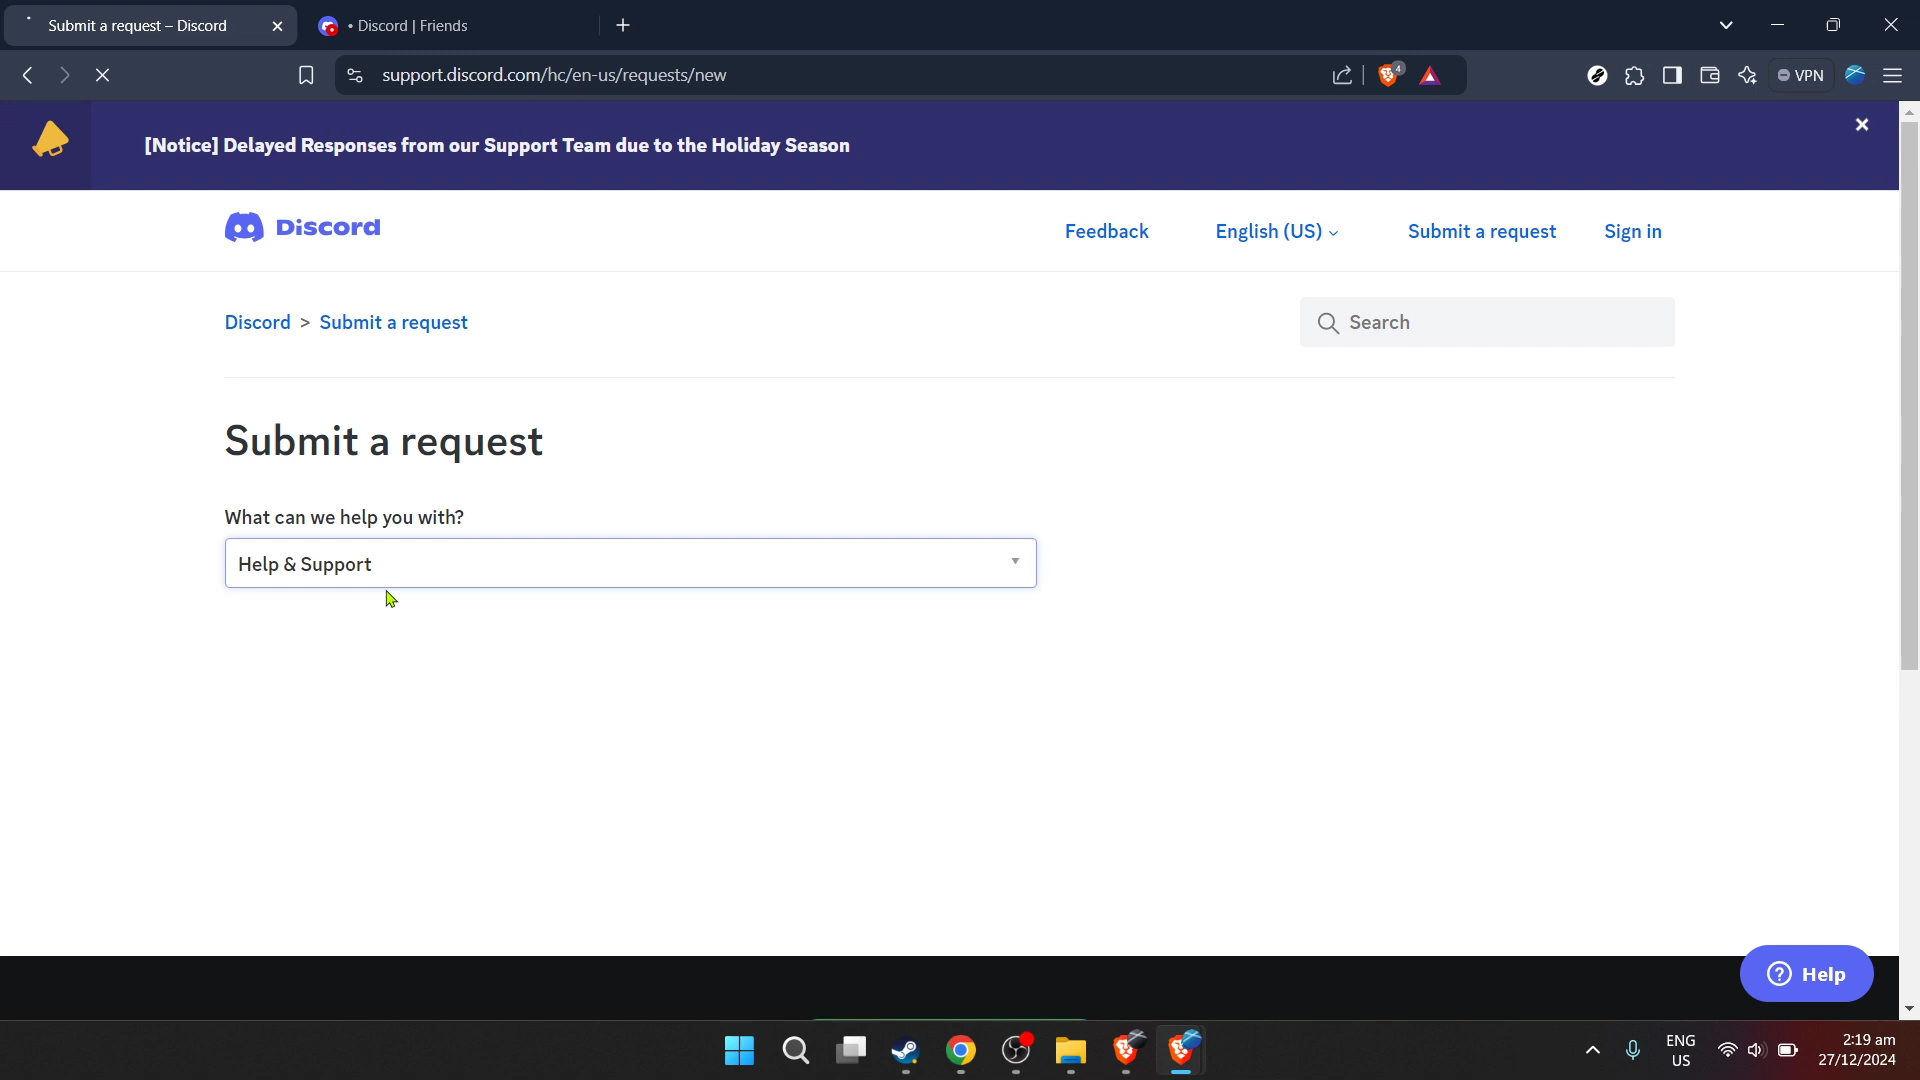 Submit a request – Discord
• Discord | Friends
support.discord.com/hc/en-us/requests/new
4
VPN
[Notice] Delayed Responses from our Support Team due to the Holiday Season
Discord
Feedback
English (US)
Submit a request
Sign in
Discord > Submit a request
Search
Submit a request
What can we help you with?
Help & Support
Help
ENG
US
2:19 am
27/12/2024